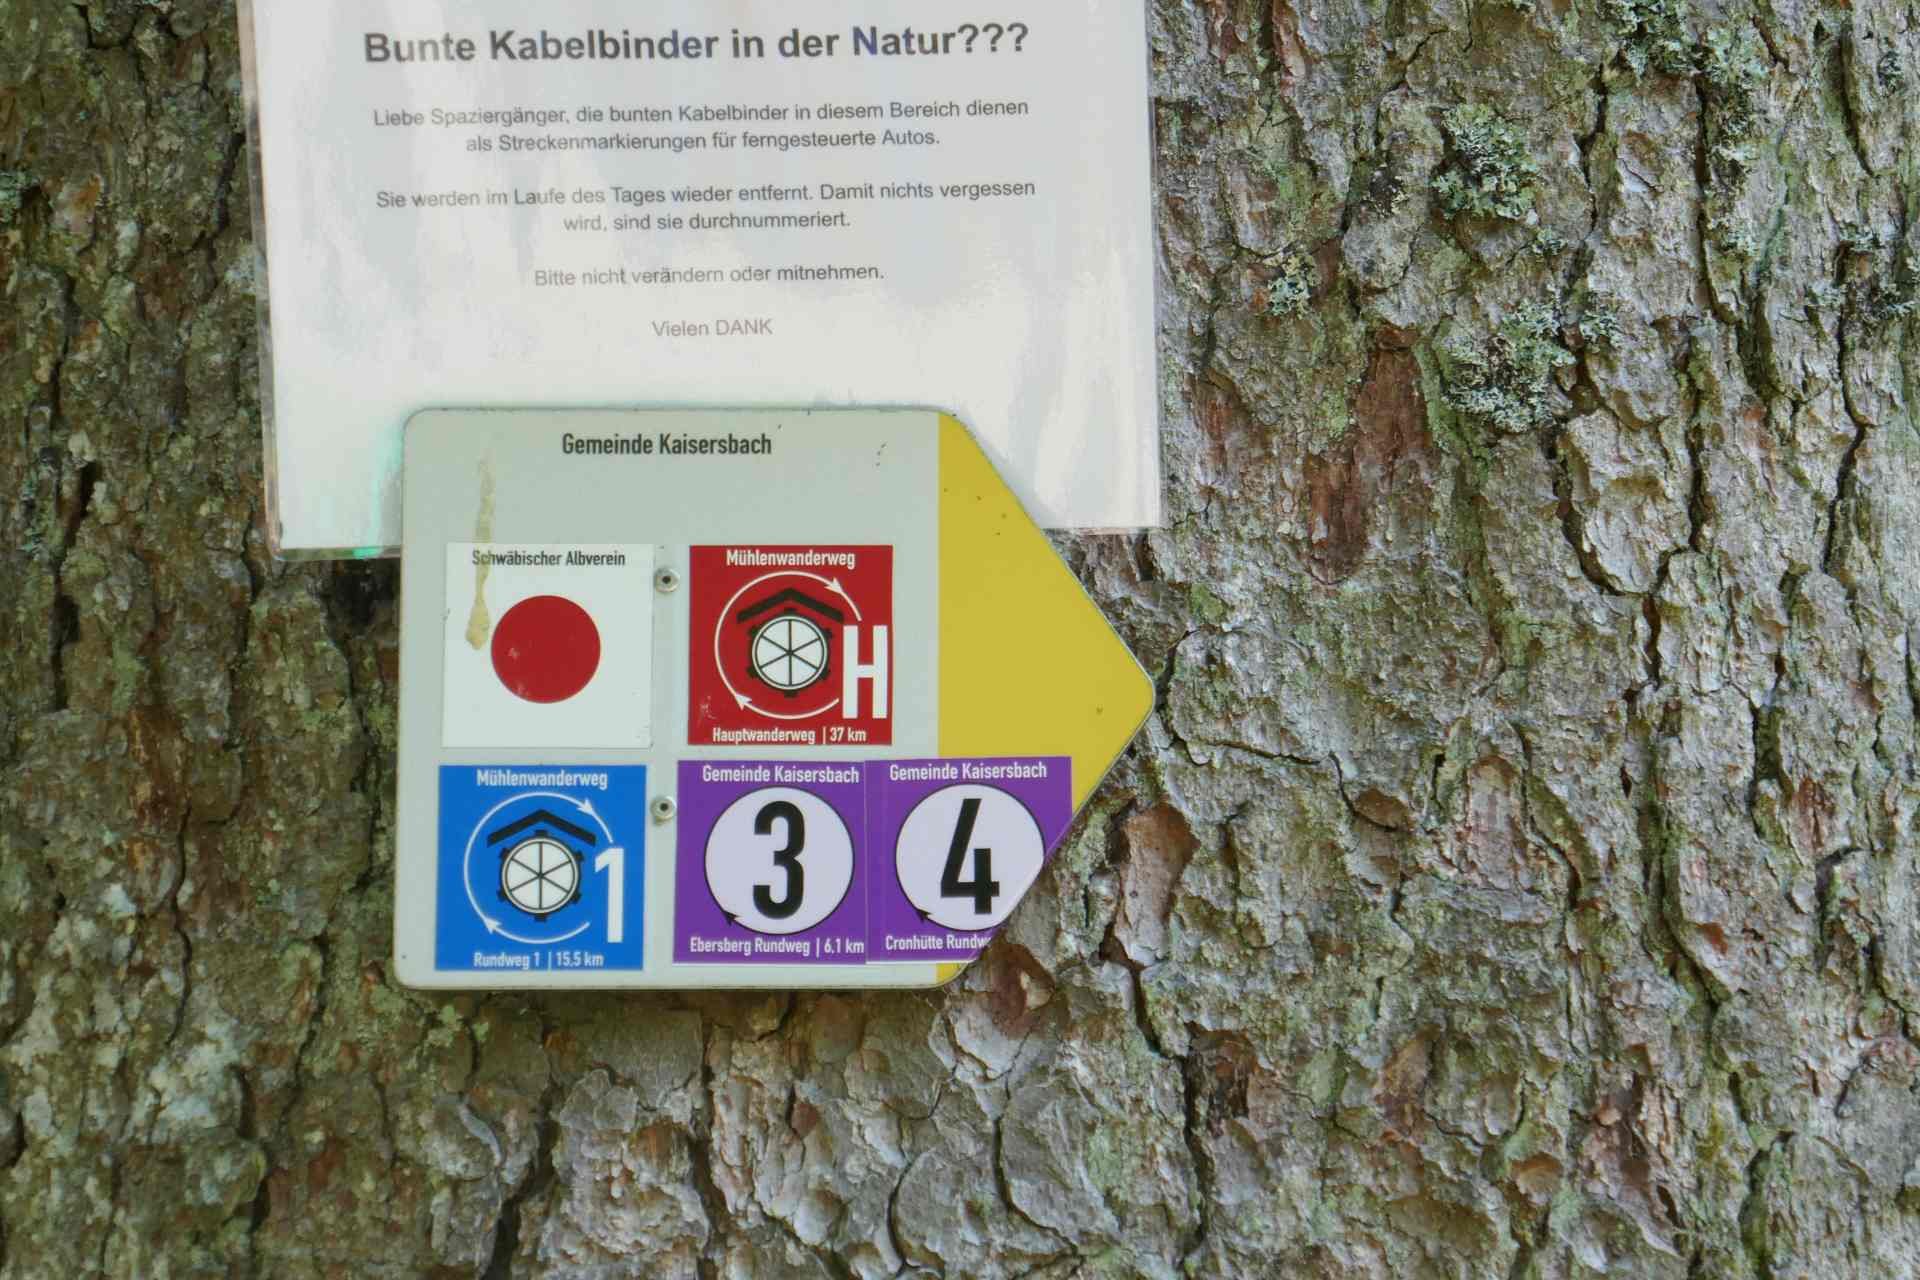 Bunte Kabelbinder in der Natur???
Liebe Spaziergänger, die bunten Kabelbinder in diesem Bereich dienen
als Streckenmarkierungen für ferngesteuerte Autos.
Sie werden im Laufe des Tages wieder entfernt. Damit nichts vergessen
wird, sind sie durchnummeriert.
Bitte nicht verändern oder mitnehmen.
Vielen DANK
Gemeinde Kaisersbach
Schwäbischer Albverein
Mühlenwanderweg
H
Hauptwanderweg | 37 km
Mühlenwanderweg
1
Rundweg 1 | 15,5 km
Gemeinde Kaisersbach
3
Ebersberg Rundweg | 6,1 km
Gemeinde Kaisersbach
4
Cronhütte